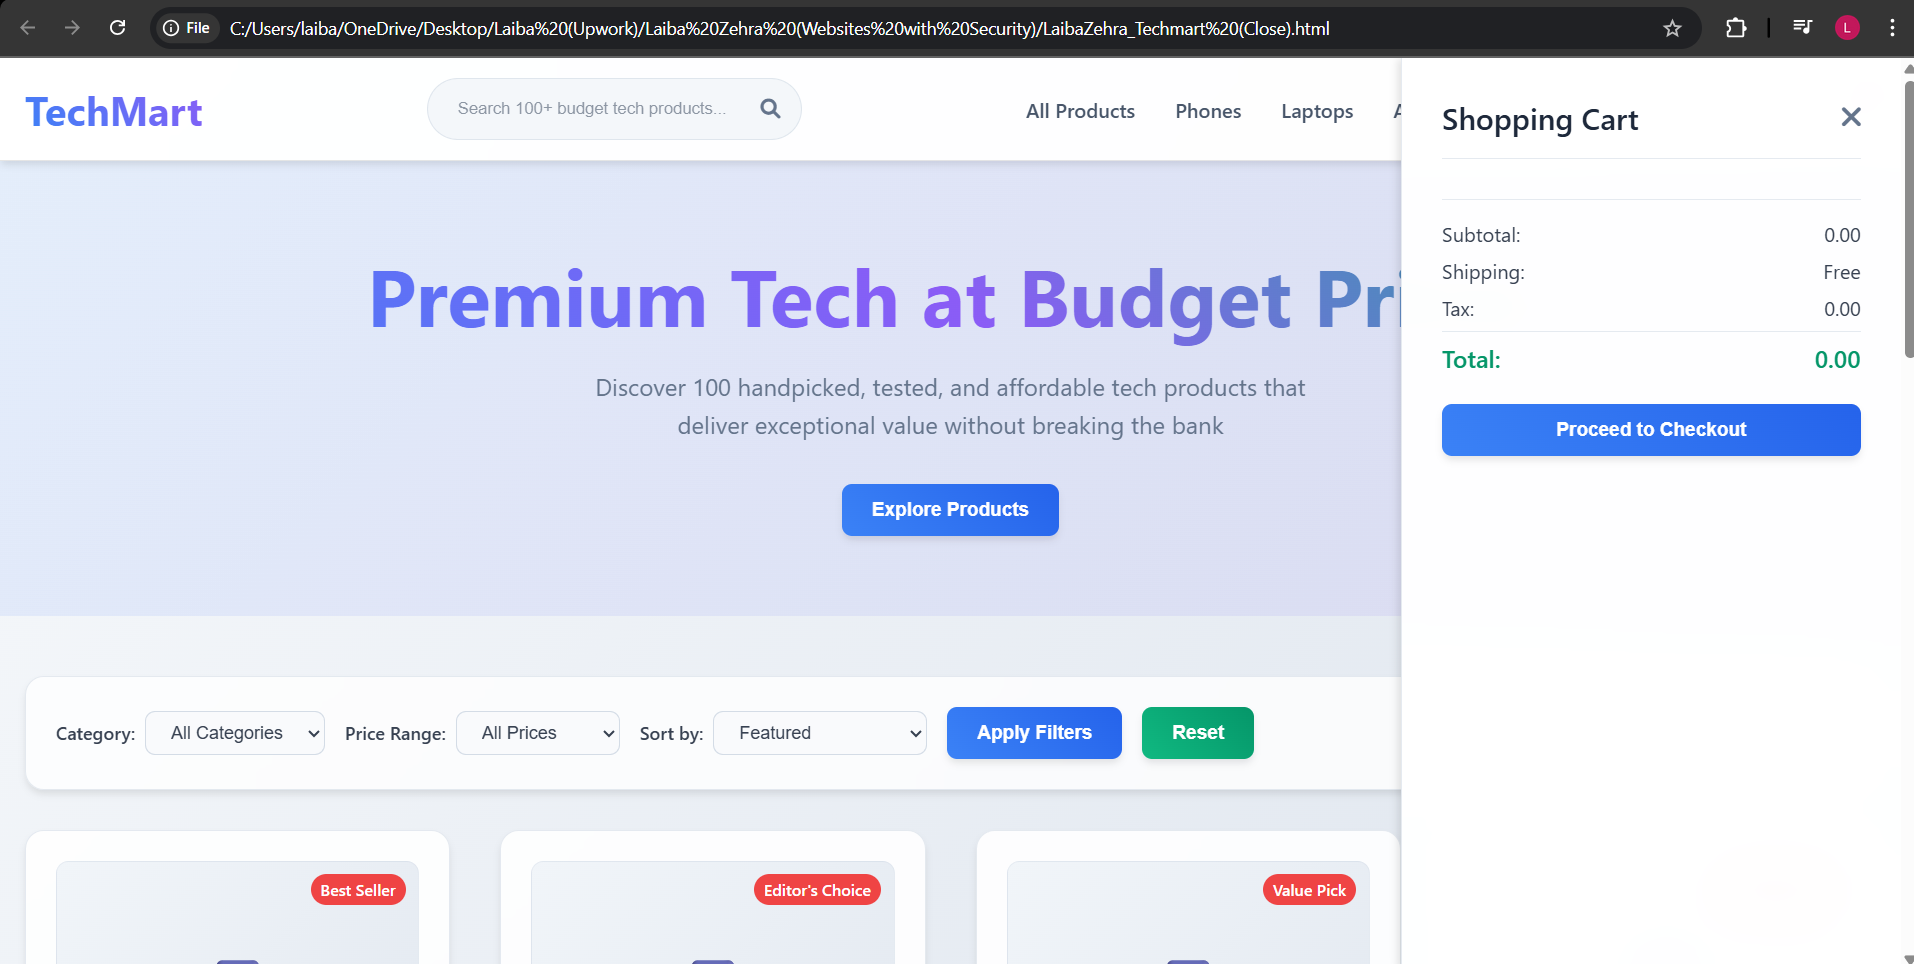 File
C:/Users/laiba/OneDrive/Desktop/Laiba%20(Upwork)/Laiba%20Zehra%20(Websites%20with%20Security)/LaibaZehra_Techmart%20(Close).html
L
TechMart
Search 100+ budget tech products...
All Products
Phones
Laptops
Premium Tech at Budget Pri
Discover 100 handpicked, tested, and affordable tech products that
deliver exceptional value without breaking the bank
Explore Products
Shopping Cart
Subtotal: 0.00
Shipping: Free
Tax: 0.00
Total: 0.00
Proceed to Checkout
Category: All Categories Price Range: All Prices Sort by: Featured Apply Filters Reset
Best Seller
Editor's Choice
Value Pick